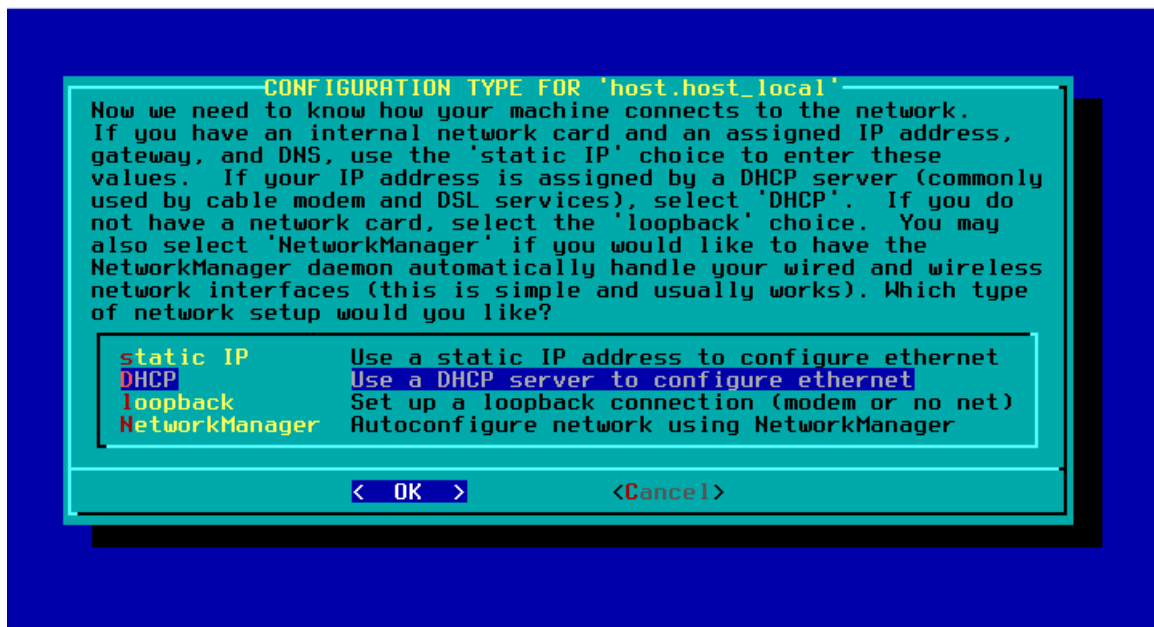 CONFIGURATION TYPE FOR 'host.host_local'
Now we need to know how your machine connects to the network.
If you have an internal network card and an assigned IP address,
gateway, and DNS, use the 'static IP' choice to enter these
values.  If your IP address is assigned by a DHCP server (commonly
used by cable modem and DSL services), select 'DHCP'.  If you do
not have a network card, select the 'loopback' choice.  You may
also select 'NetworkManager' if you would like to have the
NetworkManager daemon automatically handle your wired and wireless
network interfaces (this is simple and usually works). Which type
of network setup would you like?
static IP Use a static IP address to configure ethernet
DHCP Use a DHCP server to configure ethernet
loopback Set up a loopback connection (modem or no net)
NetworkManager Autoconfigure network using NetworkManager
< OK > <Cancel>